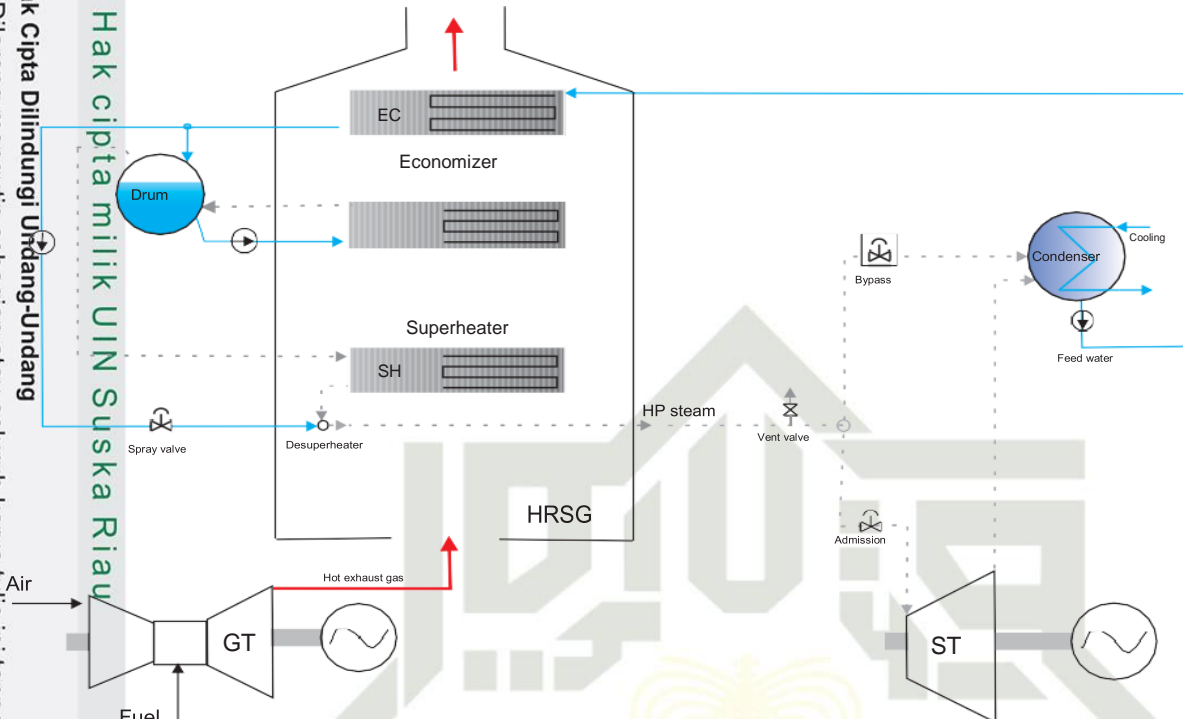 k Cipta Dilindungi Undang-Undang
Hak cipta milik UIN Suska Riau
EC
Economizer
Drum
Cooling
Condenser
Bypass
Superheater
SH
Feed water
HP steam
Vent valve
Spray valve
Desuperheater
HRSG
Admission
Hot exhaust gas
Air
GT
ST
Fuel